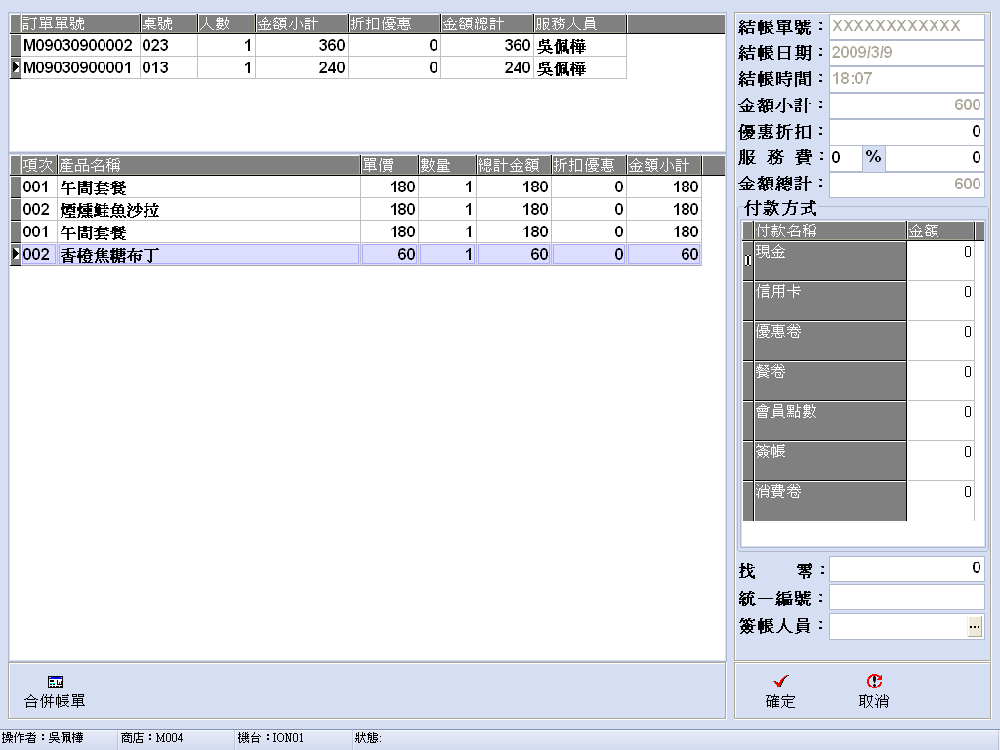 訂單單號 桌號 人數 金額小計 折扣優惠 金額總計 服務人員
M09030900002 023 1 360 0 360 吳佩樺
M09030900001 013 1 240 0 240 吳佩樺
項次 產品名稱 單價 數量 總計金額 折扣優惠 金額小計
001 午間套餐 180 1 180 0 180
002 煙燻鮭魚沙拉 180 1 180 0 180
001 午間套餐 180 1 180 0 180
002 香橙焦糖布丁 60 1 60 0 60
合併帳單
結帳單號: XXXXXXXXXXXX
結帳日期: 2009/3/9
結帳時間: 18:07
金額小計: 600
優惠折扣: 0
服 務 費: 0 % 0
金額總計: 600
付款方式
付款名稱 金額
現金 0
信用卡 0
優惠卷 0
餐卷 0
會員點數 0
簽帳 0
消費卷 0
找 零: 0
統一編號:
簽帳人員: ...
確定 取消
操作者:吳佩樺 商店:M004 機台:ION01 狀態: